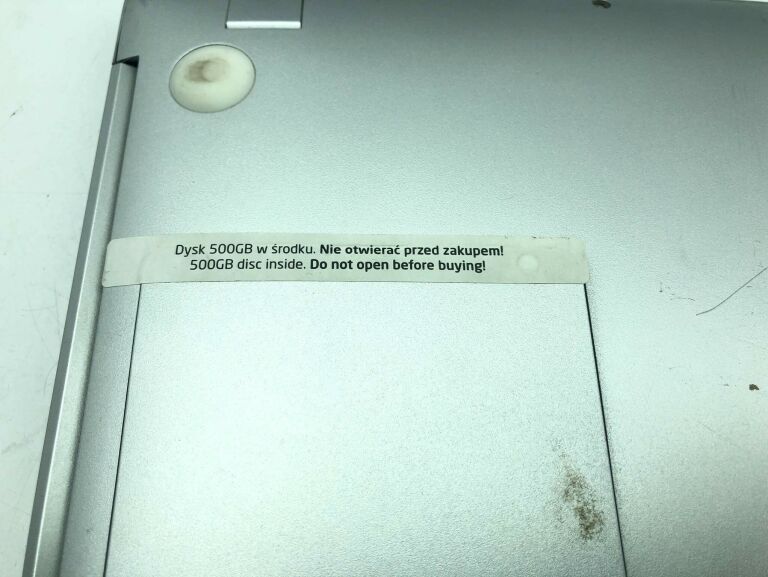 Dysk 500GB w środku. Nie otwierać przed zakupem!
500GB disc inside. Do not open before buying!